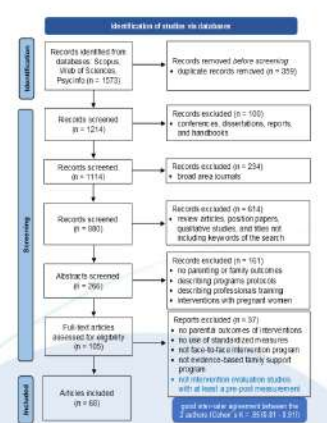 Identification of studies via databases
Identification
Records identified from
databases: Scopus,
Web of Sciences,
PsycInfo (n = 1573)
Records removed before screening
• duplicate records removed (n = 359)
Screening
Records screened
(n = 1214)
Records excluded (n = 100)
• conferences, dissertations, reports,
and handbooks
Records screened
(n = 1114)
Records excluded (n = 234)
• broad area journals
Records screened
(n = 880)
Records excluded (n = 614)
• review articles, position papers,
qualitative studies, and titles not
including keywords of the search
Abstracts screened
(n = 266)
Records excluded (n = 161)
• no parenting or family outcomes
• describing programs protocols
• describing professionals training
• interventions with pregnant women
Full-text articles
assessed for eligibility
(n = 105)
Reports excluded (n = 37)
• no parental outcomes of interventions
• no use of standardized measures
• not face-to-face intervention program
• not evidence-based family support
program
• not intervention evaluation studies
with at least a pre-post measurement
Included
Articles included
(n = 68)
good inter-rater agreement between the
2 authors